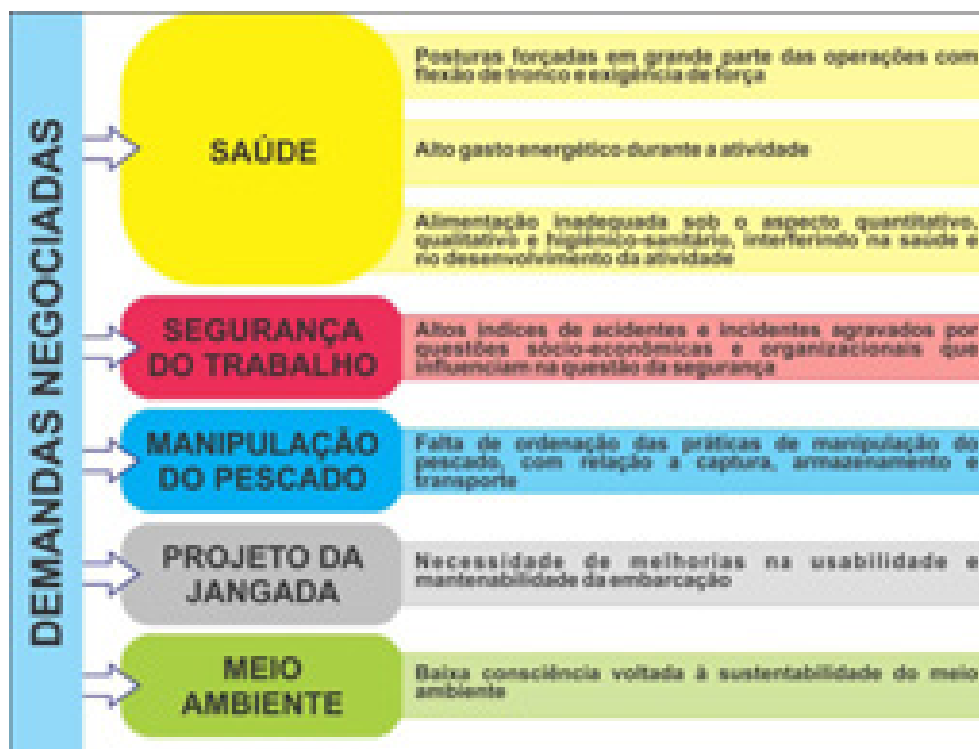 DEMANDAS NEGOCIADAS
SAÚDE
Posturas forçadas em grande parte das operações com
flexão de tronco e exigência de força
Alto gasto energético durante a atividade
Alimentação inadequada sob o aspecto quantitativo,
qualitativo e higiênico-sanitário, interferindo na saúde e
no desenvolvimento da atividade
SEGURANÇA
DO TRABALHO
Altos índices de acidentes e incidentes agravados por
questões sócio-econômicas e organizacionais que
influenciam na questão da segurança
MANIPULAÇÃO
DO PESCADO
Falta de ordenação das práticas de manipulação do
pescado, com relação a captura, armazenamento e
transporte
PROJETO DA
JANGADA
Necessidade de melhorias na usabilidade e
mantenabilidade da embarcação
MEIO
AMBIENTE
Baixa consciência voltada à sustentabilidade do meio
ambiente